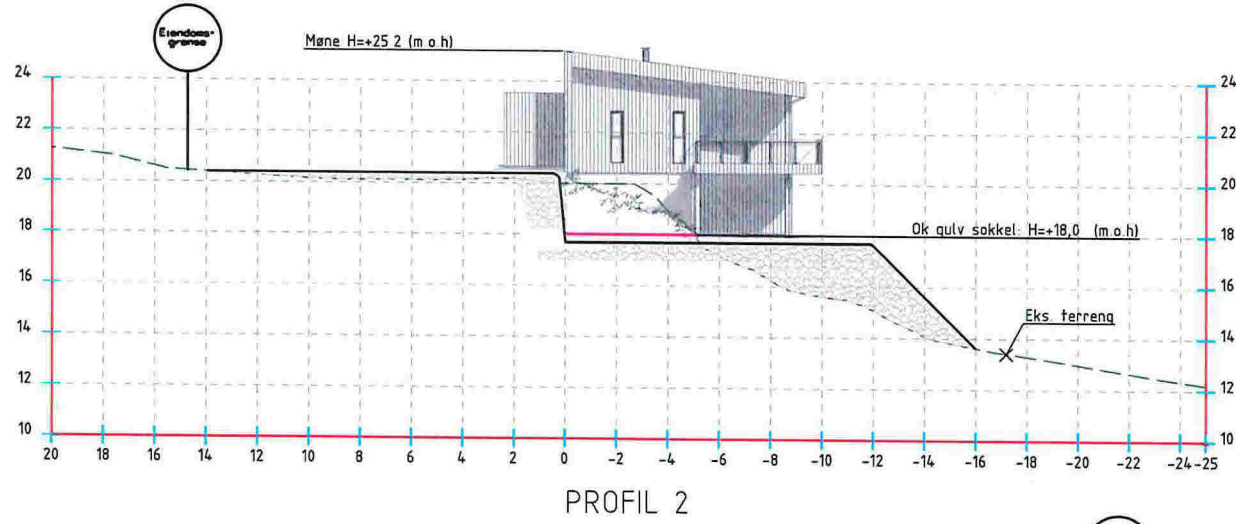 Eiendoms-
grense
Møne H=+25 2 (m o h)
24
22
20
18
16
14
12
10
24
22
20
18
16
14
12
10
Ok gulv sokkel: H=+18,0 (m.o.h)
Eks. terreng
20 18 16 14 12 10 8 6 4 2 0 -2 -4 -6 -8 -10 -12 -14 -16 -18 -20 -22 -24 -25
PROFIL 2